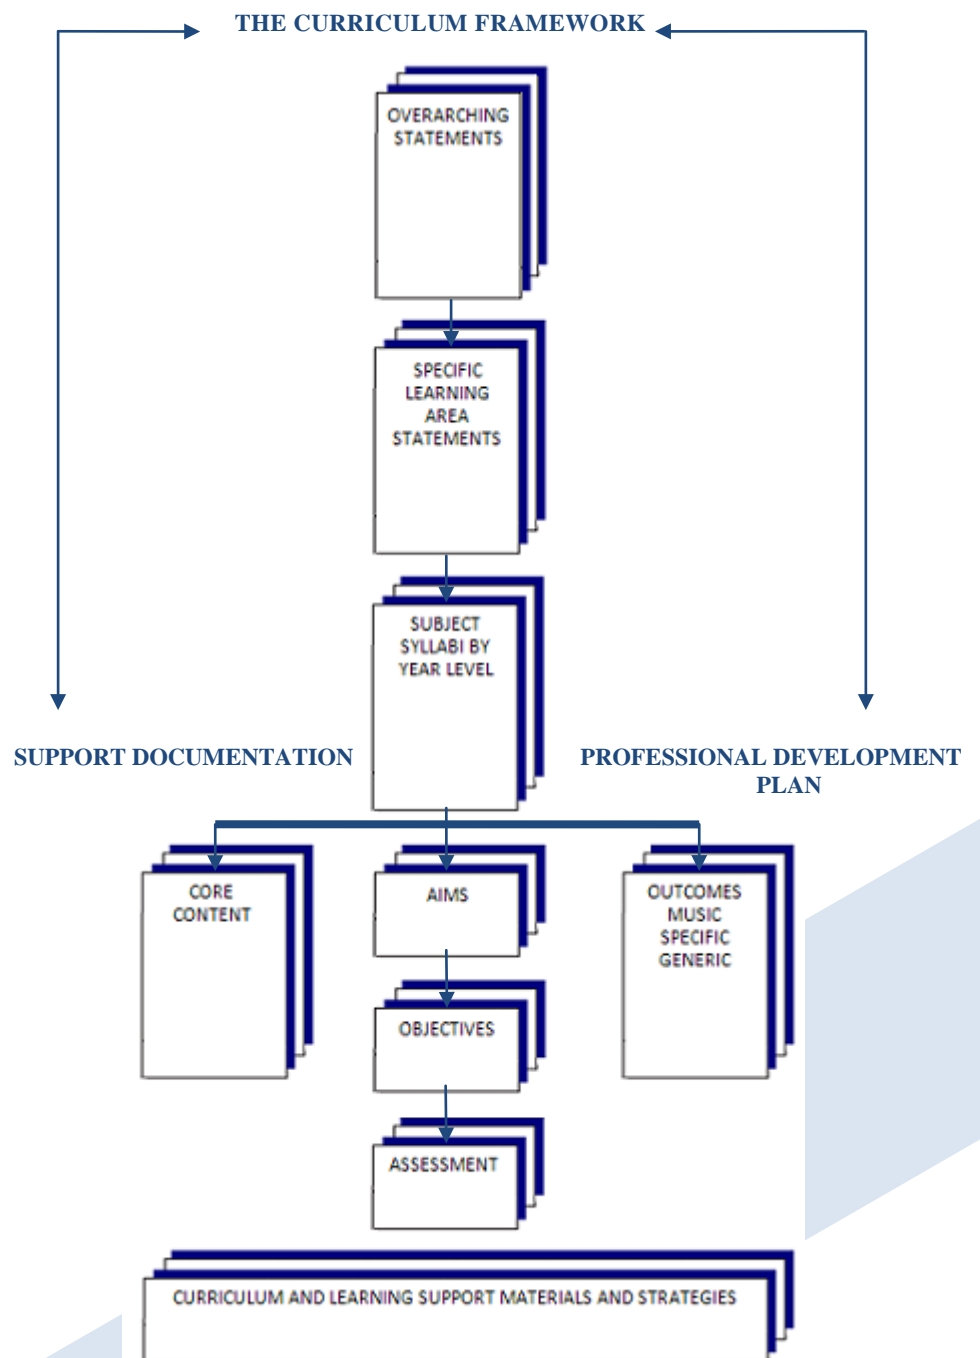 THE CURRICULUM FRAMEWORK
OVERARCHING
STATEMENTS
SPECIFIC
LEARNING
AREA
STATEMENTS
SUBJECT
SYLLABI BY
YEAR LEVEL
SUPPORT DOCUMENTATION
PROFESSIONAL DEVELOPMENT
PLAN
CORE
CONTENT
AIMS
OUTCOMES
MUSIC
SPECIFIC
GENERIC
OBJECTIVES
ASSESSMENT
CURRICULUM AND LEARNING SUPPORT MATERIALS AND STRATEGIES